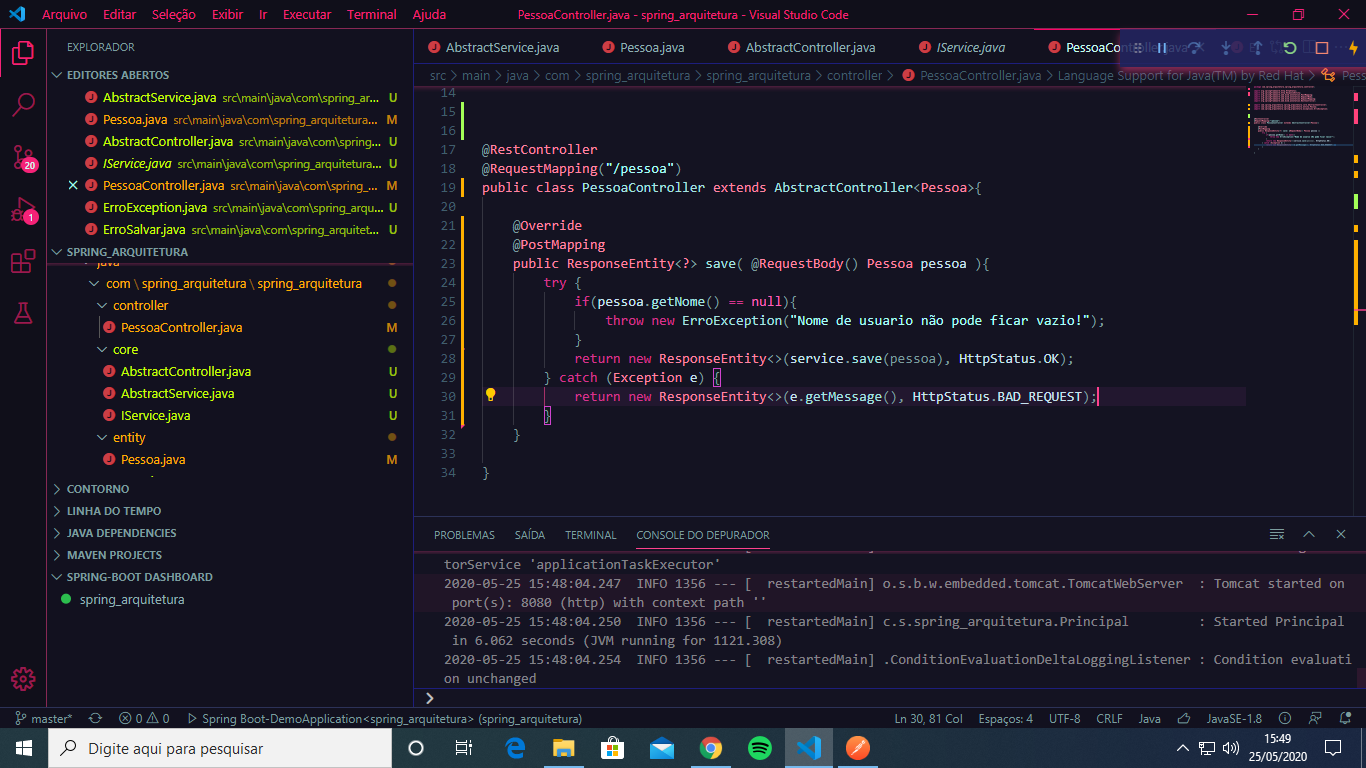 Arquivo Editar Seleção Exibir Ir Executar Terminal Ajuda PessoaController.java - spring_arquitetura - Visual Studio Code
EXPLORADOR
EDITORES ABERTOS
AbstractService.java src\main\java\com\spring_ar... U
Pessoa.java src\main\java\com\spring_arquitetura... M
AbstractController.java src\main\java\com\spring... U
IService.java src\main\java\com\spring_arquitetura... U
PessoaController.java src\main\java\com\spring_... M
ErroException.java src\main\java\com\spring_arqu... U
ErroSalvar.java src\main\java\com\spring_arquitet... U
SPRING_ARQUITETURA
java
com \ spring_arquitetura \ spring_arquitetura
controller
PessoaController.java M
core
AbstractController.java U
AbstractService.java U
IService.java U
entity
Pessoa.java M
CONTORNO
LINHA DO TEMPO
JAVA DEPENDENCIES
MAVEN PROJECTS
SPRING-BOOT DASHBOARD
spring_arquitetura
20
1
AbstractService.java Pessoa.java AbstractController.java IService.java PessoaController.java
src > main > java > com > spring_arquitetura > spring_arquitetura > controller > PessoaController.java > Language Support for Java(TM) by Red Hat > Pess
14
15
16
17 @RestController
18 @RequestMapping("/pessoa")
19 public class PessoaController extends AbstractController<Pessoa>{
20
21 @Override
22 @PostMapping
23 public ResponseEntity<?> save( @RequestBody() Pessoa pessoa ){
24 try {
25 if(pessoa.getNome() == null){
26 throw new ErroException("Nome de usuario não pode ficar vazio!");
27 }
28 return new ResponseEntity<>(service.save(pessoa), HttpStatus.OK);
29 } catch (Exception e) {
30 return new ResponseEntity<>(e.getMessage(), HttpStatus.BAD_REQUEST);
31 }
32 }
33
34 }
PROBLEMAS SAÍDA TERMINAL CONSOLE DO DEPURADOR
torService 'applicationTaskExecutor'
2020-05-25 15:48:04.247 INFO 1356 --- [ restartedMain] o.s.b.w.embedded.tomcat.TomcatWebServer : Tomcat started on
port(s): 8080 (http) with context path ''
2020-05-25 15:48:04.250 INFO 1356 --- [ restartedMain] c.s.spring_arquitetura.Principal : Started Principal
in 6.062 seconds (JVM running for 1121.308)
2020-05-25 15:48:04.254 INFO 1356 --- [ restartedMain] .ConditionEvaluationDeltaLoggingListener : Condition evaluati
on unchanged
master* 0 0 Spring Boot-DemoApplication<spring_arquitetura> (spring_arquitetura) Ln 30, 81 Col Espaços: 4 UTF-8 CRLF Java JavaSE-1.8
Digite aqui para pesquisar
15:49
25/05/2020